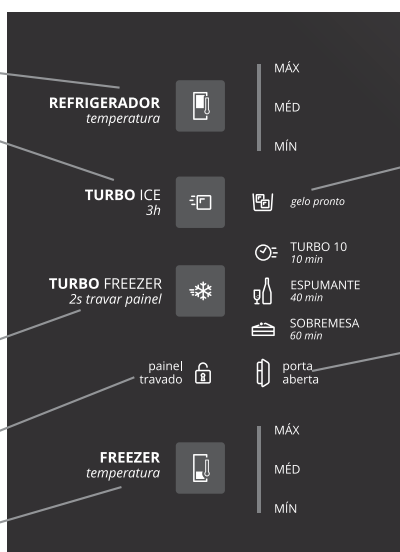 MÁX
REFRIGERADOR
temperatura
MÉD
MÍN
TURBO ICE
3h
gelo pronto
TURBO 10
10 min
TURBO FREEZER
2s travar painel
ESPUMANTE
40 min
SOBREMESA
60 min
painel
travado
porta
aberta
MÁX
FREEZER
temperatura
MÉD
MÍN